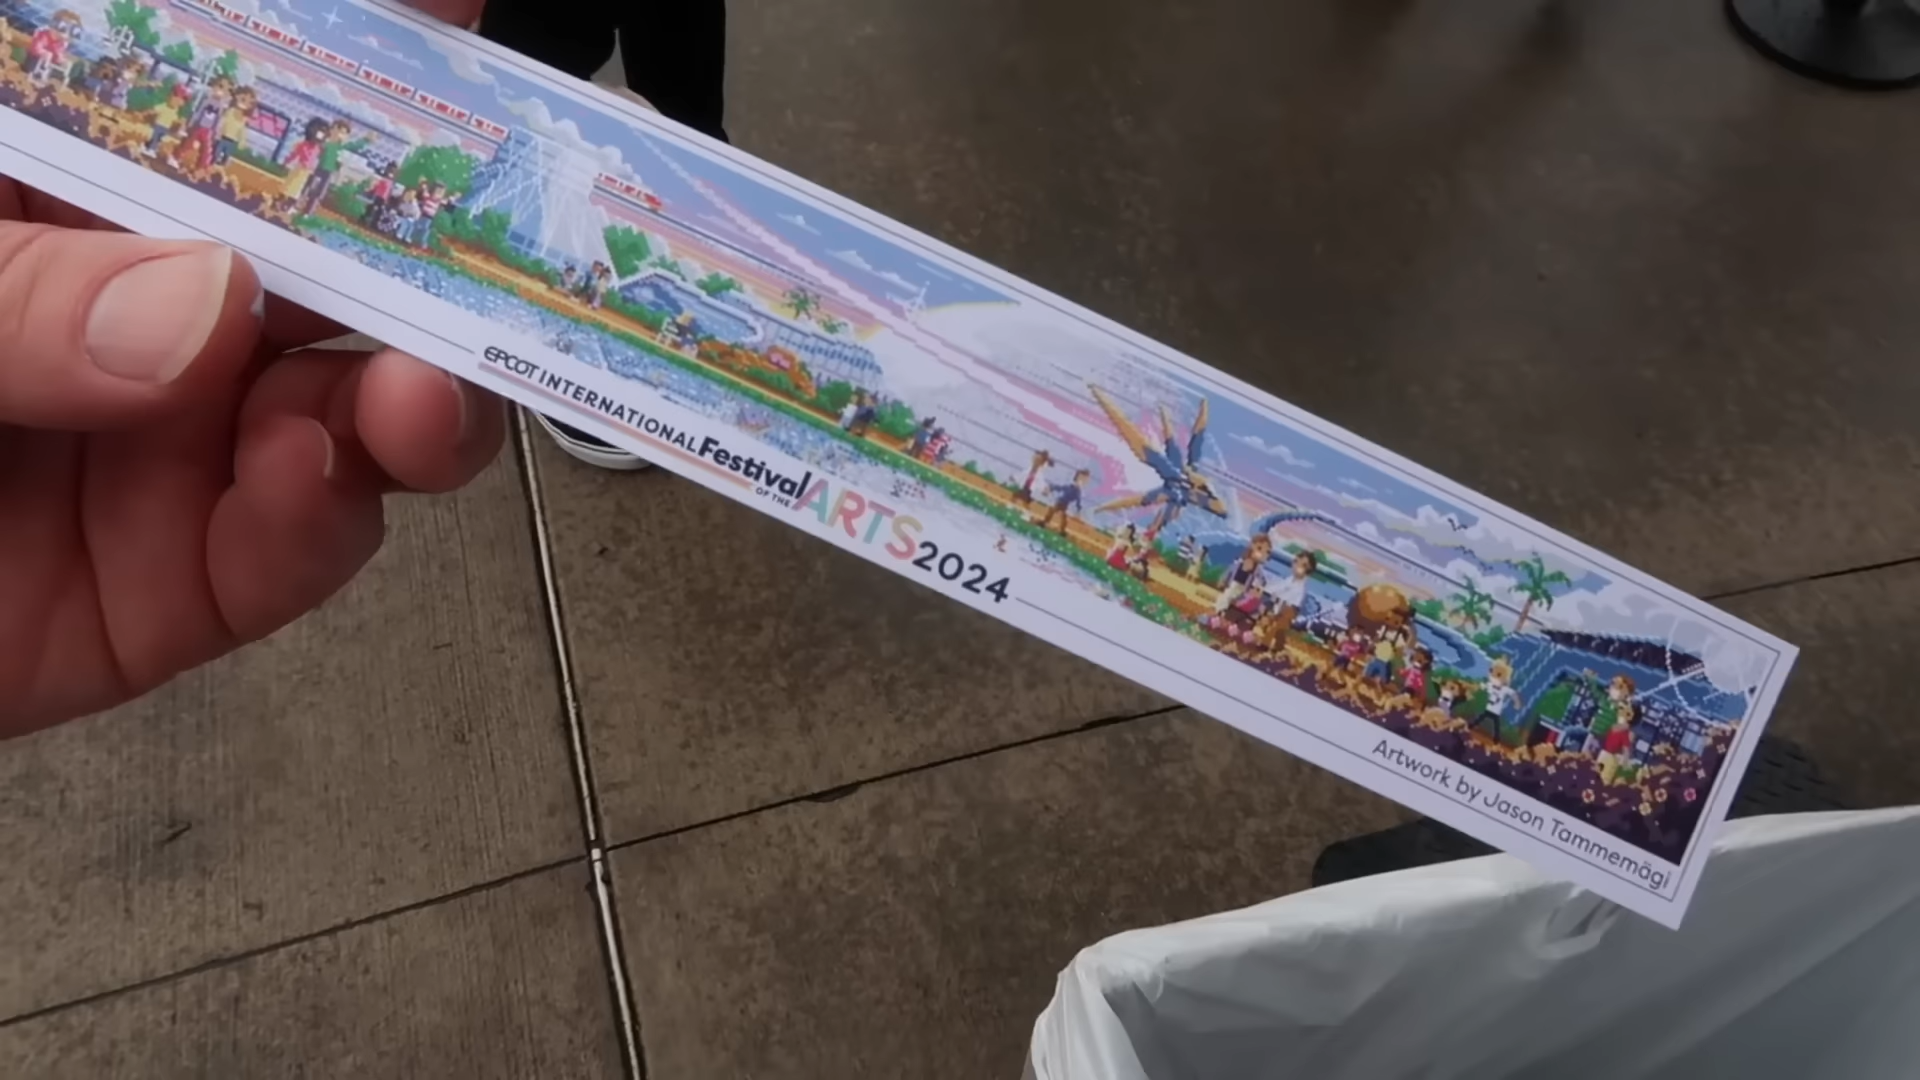 EPCOT INTERNATIONAL Festival OF THE ARTS 2024
Artwork by Jason Tammemägi